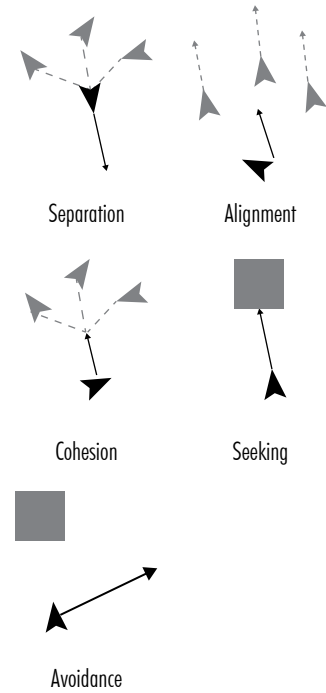 Separation
Alignment
Cohesion
Seeking
Avoidance